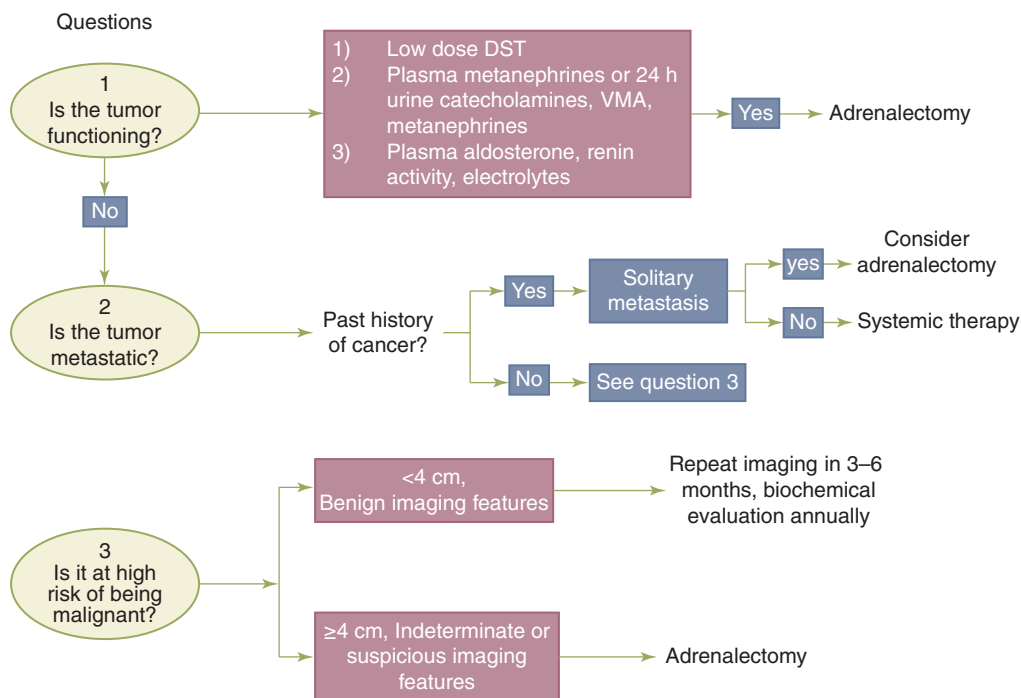 Questions
1
Is the tumor
functioning?
1) Low dose DST
2) Plasma metanephrines or 24 h
urine catecholamines, VMA,
metanephrines
3) Plasma aldosterone, renin
activity, electrolytes
Yes
Adrenalectomy
No
2
Is the tumor
metastatic?
Past history
of cancer?
Yes
Solitary
metastasis
yes
Consider
adrenalectomy
No
Systemic therapy
No
See question 3
3
Is it at high
risk of being
malignant?
<4 cm,
Benign imaging features
Repeat imaging in 3–6
months, biochemical
evaluation annually
≥4 cm, Indeterminate or
suspicious imaging
features
Adrenalectomy